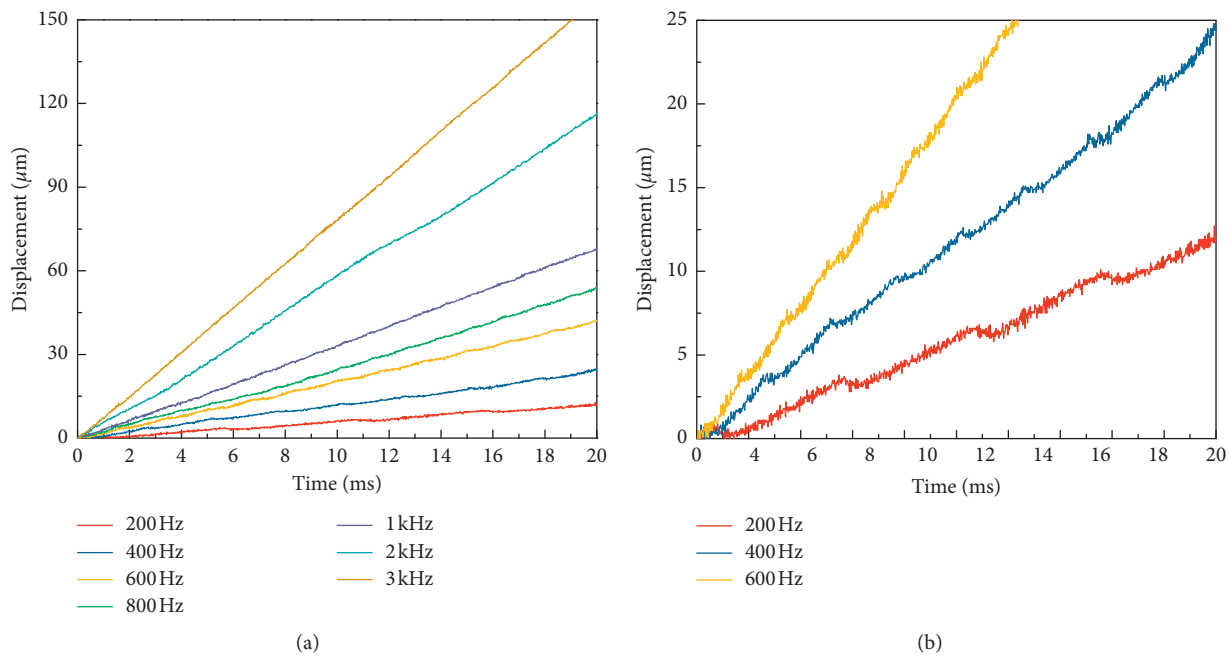 150
120
90
60
30
0
Displacement (μm)
0 2 4 6 8 10 12 14 16 18 20
Time (ms)
200 Hz
400 Hz
600 Hz
800 Hz
1 kHz
2 kHz
3 kHz
(a)
25
20
15
10
5
0
Displacement (μm)
0 4 6 8 10 12 13 16 18 20
Time (ms)
200 Hz
400 Hz
600 Hz
(b)